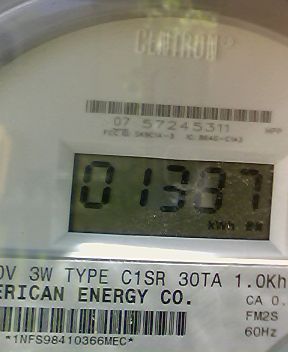 CENTRON®
07 57245311 HPP
01387
kWh
0V 3W TYPE C1SR 30TA 1.0Kh
ERICAN ENERGY CO. CA 0.
FM2S
60Hz
*1NFS98410366MEC*